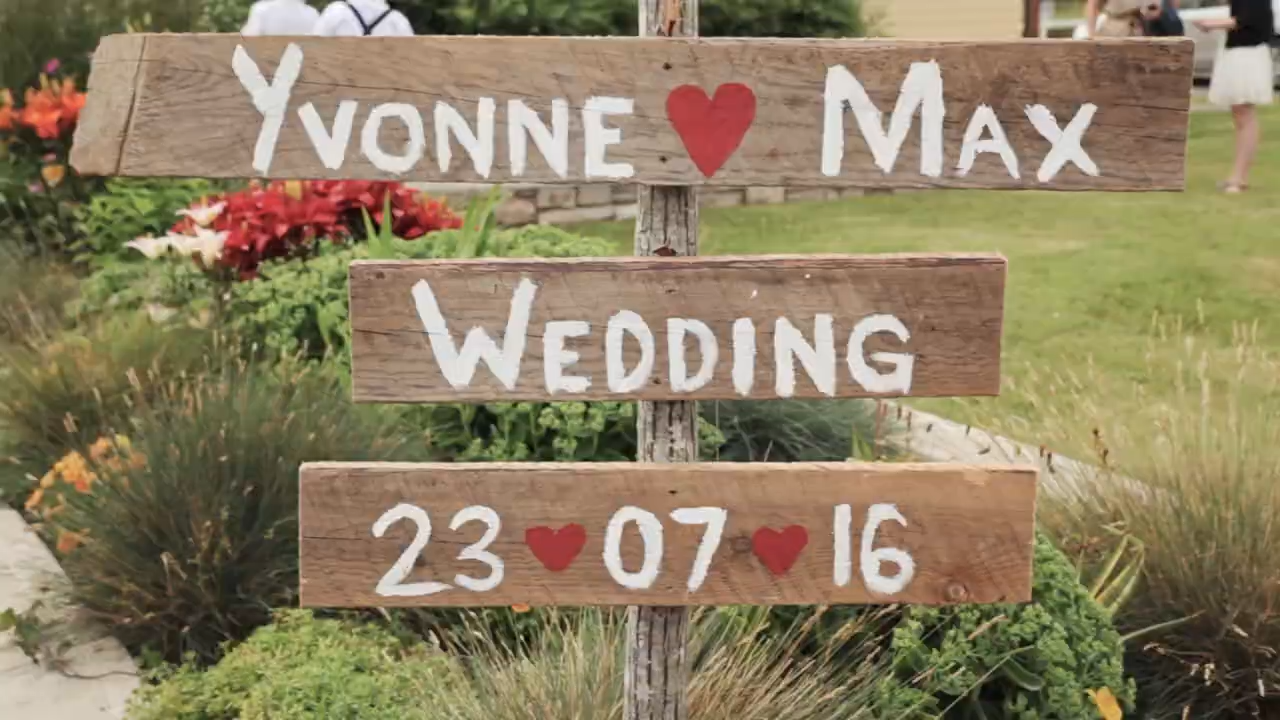 YVONNE ❤ MAX
WEDDING
23 ❤ 07 ❤ 16